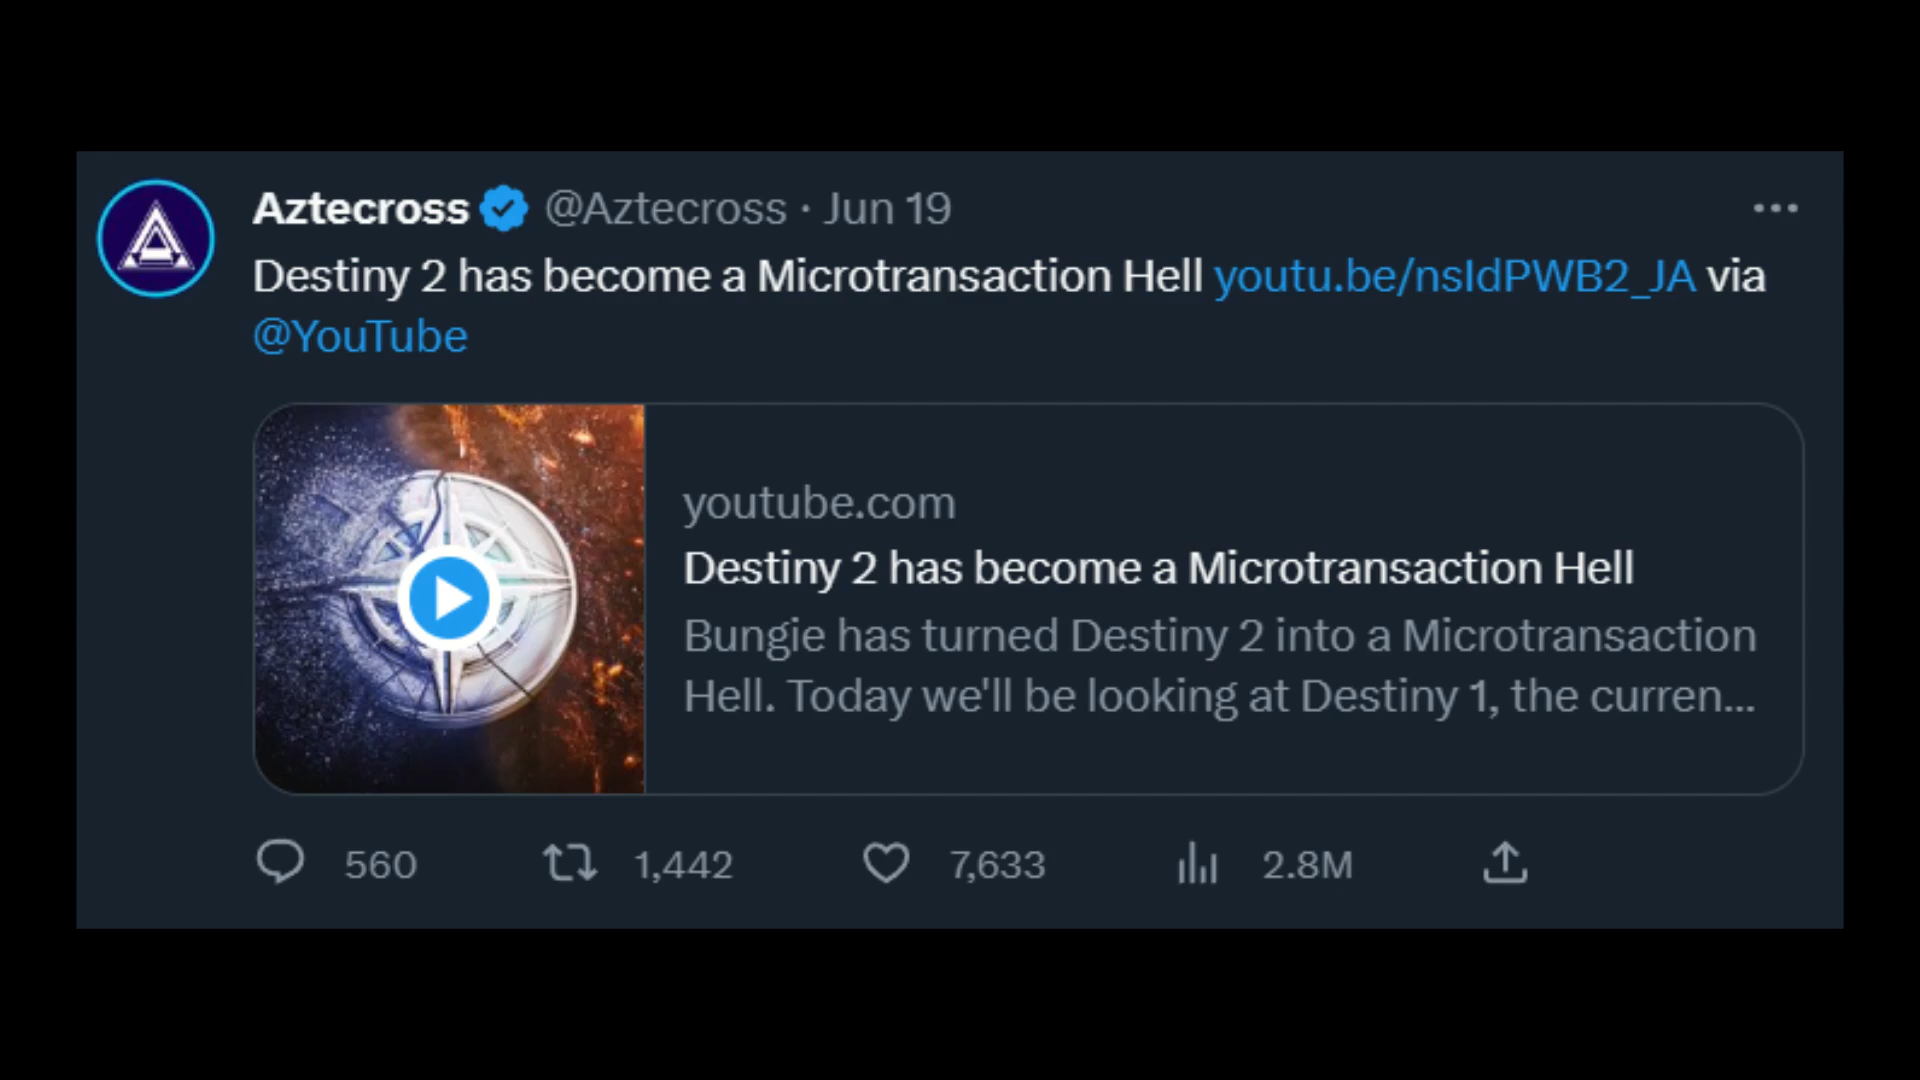 Aztecross @Aztecross · Jun 19
Destiny 2 has become a Microtransaction Hell youtu.be/nsIdPWB2_JA via
@YouTube
youtube.com
Destiny 2 has become a Microtransaction Hell
Bungie has turned Destiny 2 into a Microtransaction
Hell. Today we'll be looking at Destiny 1, the curren...
560 1,442 7,633 2.8M